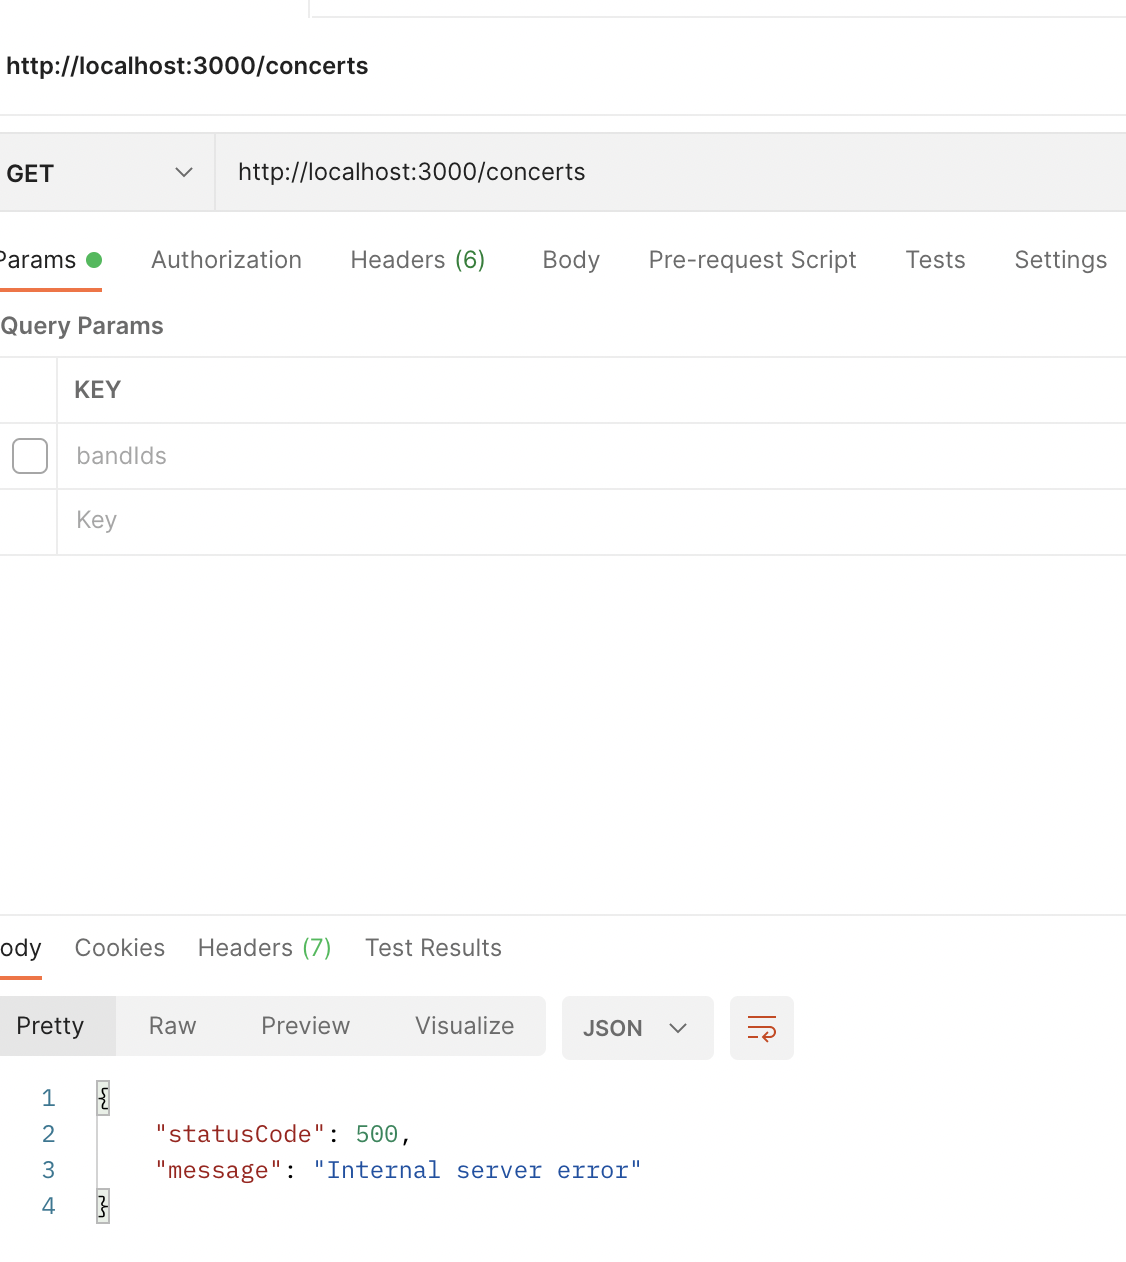 http://localhost:3000/concerts
GET http://localhost:3000/concerts
Params Authorization Headers (6) Body Pre-request Script Tests Settings
Query Params
KEY
bandIds
Key
ody Cookies Headers (7) Test Results
Pretty Raw Preview Visualize JSON
1 {
2 "statusCode": 500,
3 "message": "Internal server error"
4 }